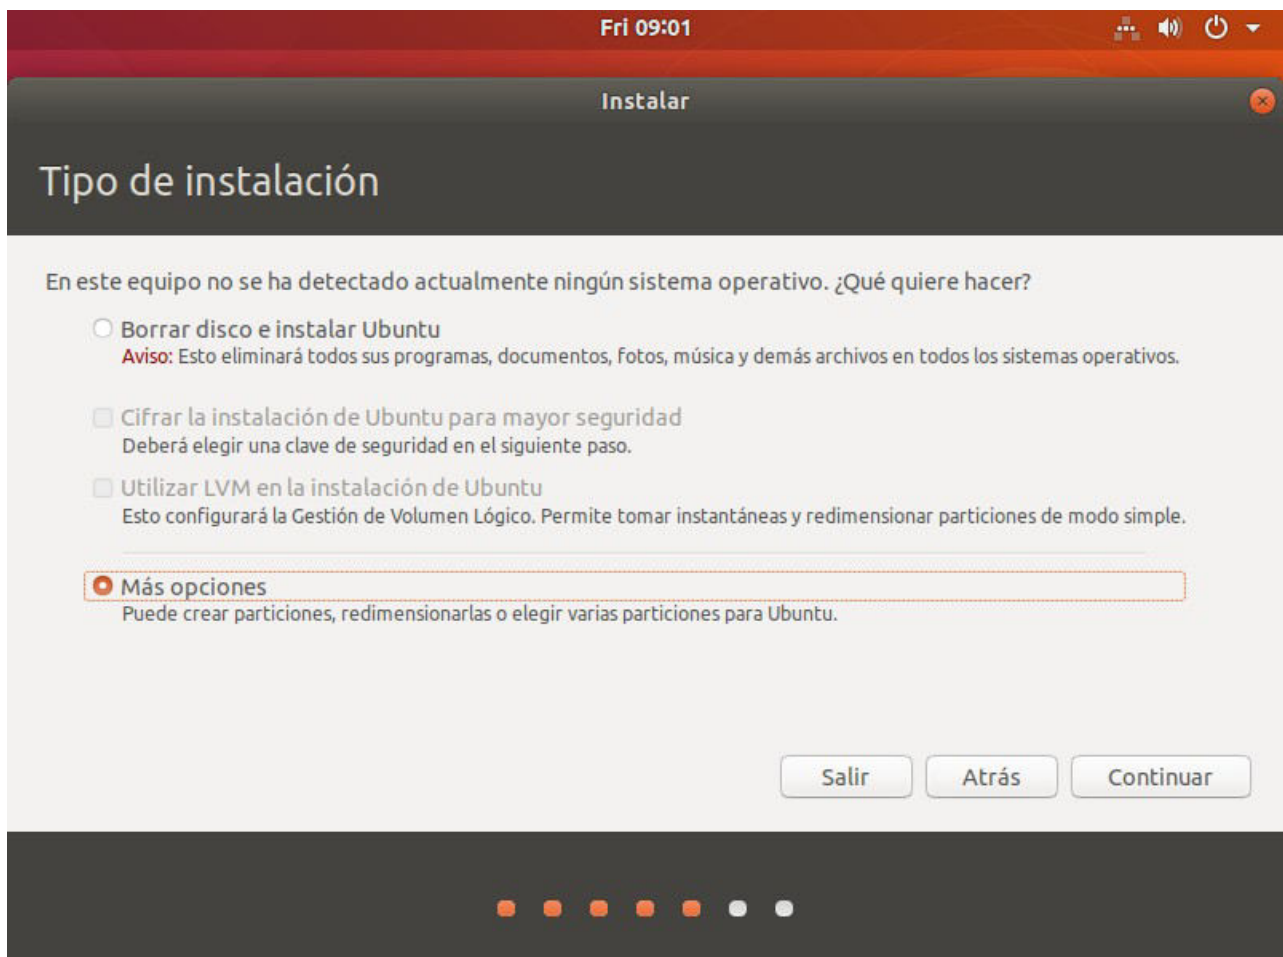 Fri 09:01
Instalar
Tipo de instalación
En este equipo no se ha detectado actualmente ningún sistema operativo. ¿Qué quiere hacer?
Borrar disco e instalar Ubuntu
Aviso: Esto eliminará todos sus programas, documentos, fotos, música y demás archivos en todos los sistemas operativos.
Cifrar la instalación de Ubuntu para mayor seguridad
Deberá elegir una clave de seguridad en el siguiente paso.
Utilizar LVM en la instalación de Ubuntu
Esto configurará la Gestión de Volumen Lógico. Permite tomar instantáneas y redimensionar particiones de modo simple.
Más opciones
Puede crear particiones, redimensionarlas o elegir varias particiones para Ubuntu.
Salir Atrás Continuar